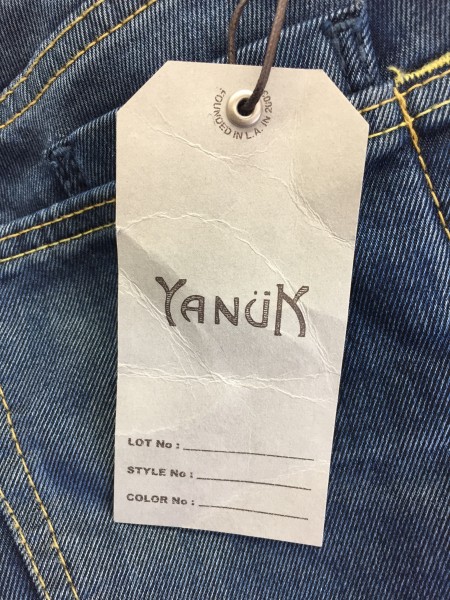 FOUNDED IN L.A. IN 2003
YANÜK
LOT No :
STYLE No :
COLOR No :